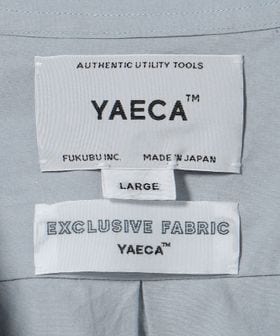 AUTHENTIC UTILITY TOOLS
YAECA™
FUKUBU INC. MADE IN JAPAN
LARGE
EXCLUSIVE FABRIC
YAECA™